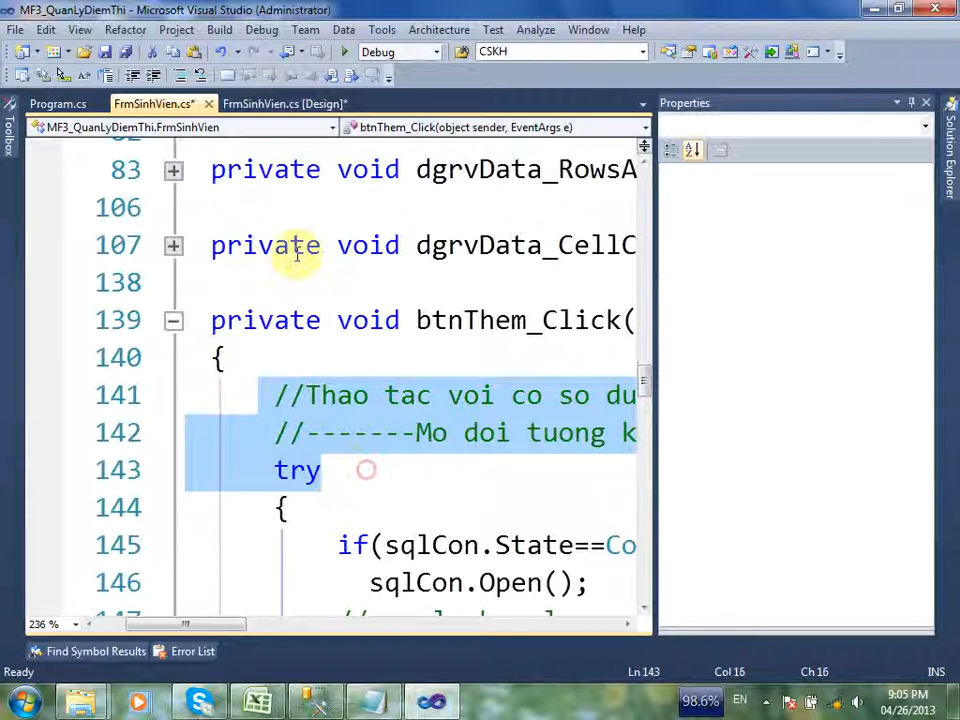 MF3_QuanLyDiemThi - Microsoft Visual Studio (Administrator)
File Edit View Refactor Project Build Debug Team Data Tools Architecture Test Analyze Window Help
Debug CSKH
Program.cs FrmSinhVien.cs* FrmSinhVien.cs [Design]* Properties
MF3_QuanLyDiemThi.FrmSinhVien btnThem_Click(object sender, EventArgs e)
Toolbox
Solution Explorer
83 private void dgrvData_RowsA
106
107 private void dgrvData_CellC
138
139 private void btnThem_Click(
140 {
141 //Thao tac voi co so du
142 //-------Mo doi tuong k
143 try
144 {
145 if(sqlCon.State==Co
146 sqlCon.Open();
236 %
Find Symbol Results Error List
Ready Ln 143 Col 16 Ch 16 INS
98.6% EN 9:05 PM
04/26/2013